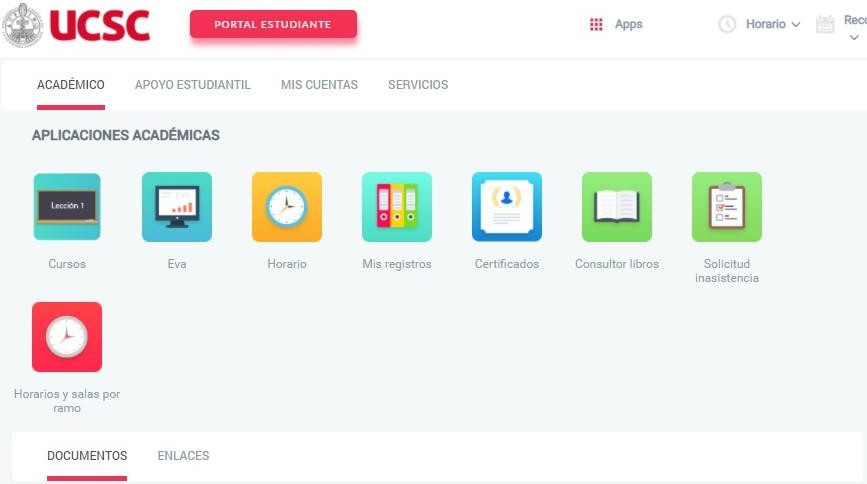 UCSC
PORTAL ESTUDIANTE
Apps
Horario
ACADÉMICO
APOYO ESTUDIANTIL
MIS CUENTAS
SERVICIOS
APLICACIONES ACADÉMICAS
Lección 1
Cursos
Eva
Horario
Mis registros
Certificados
Consultor libros
Solicitud
inasistencia
Horarios y salas por
ramo
DOCUMENTOS
ENLACES